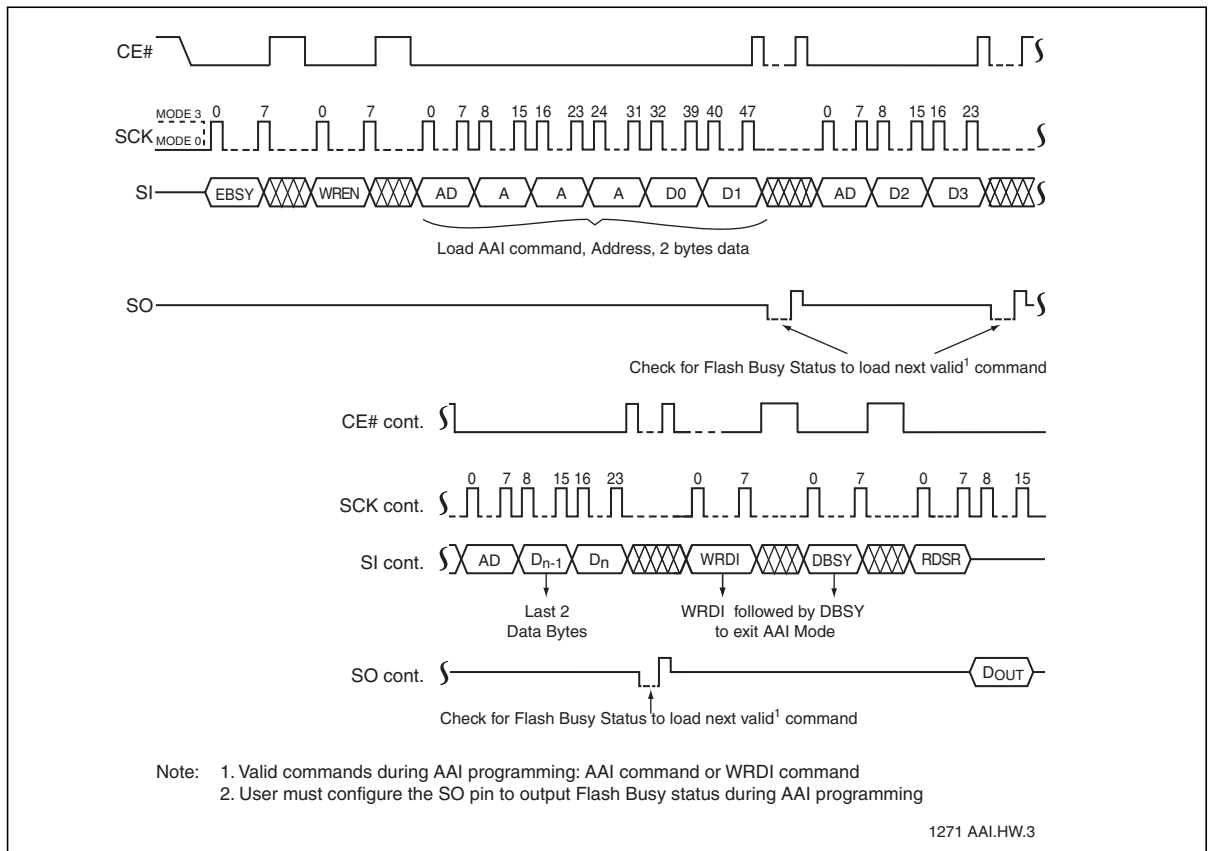 CE#
MODE 3 0 7 0 7 0 7 8 15 16 23 24 31 32 39 40 47 0 7 8 15 16 23
SCK MODE 0
SI EBSY WREN AD A A A D0 D1 AD D2 D3
Load AAI command, Address, 2 bytes data
SO
Check for Flash Busy Status to load next valid1 command
CE# cont.
0 7 8 15 16 23 0 7 0 7 0 7 8 15
SCK cont.
SI cont. AD Dn-1 Dn WRDI DBSY RDSR
Last 2 WRDI followed by DBSY
Data Bytes to exit AAI Mode
SO cont. DOUT
Check for Flash Busy Status to load next valid1 command
Note: 1. Valid commands during AAI programming: AAI command or WRDI command
2. User must configure the SO pin to output Flash Busy status during AAI programming
1271 AAI.HW.3